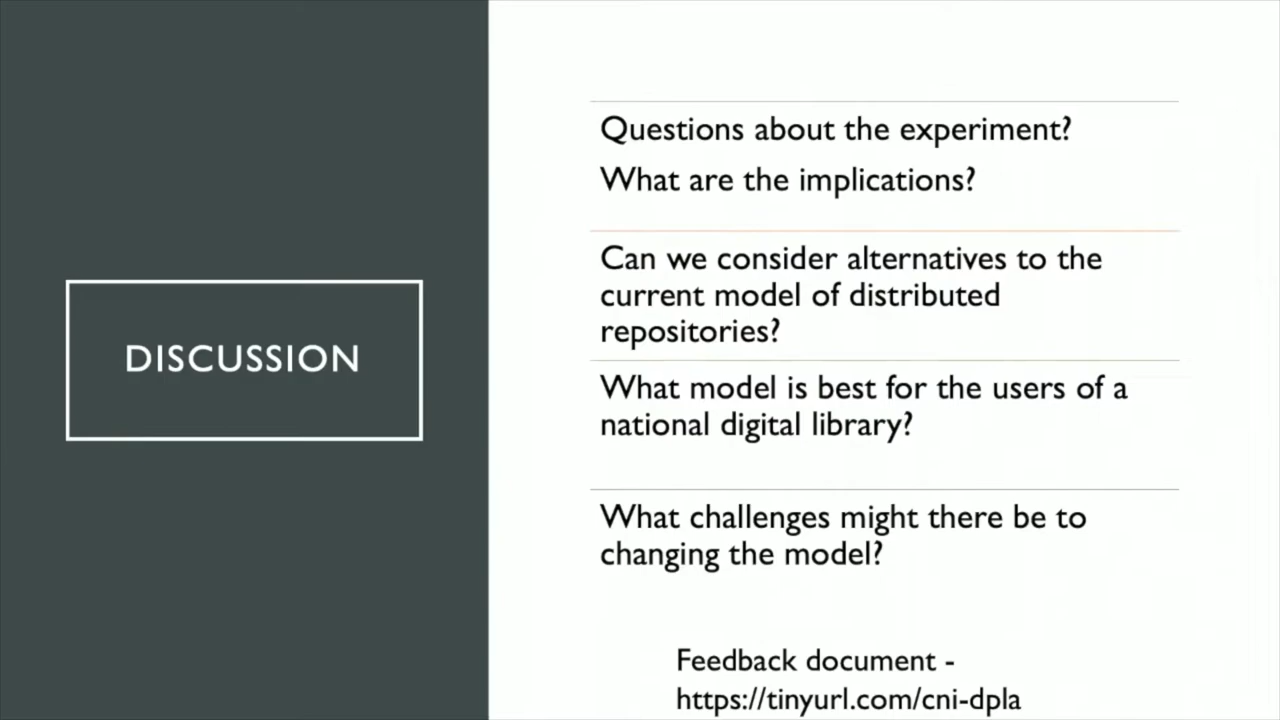 DISCUSSION
Questions about the experiment?
What are the implications?
Can we consider alternatives to the
current model of distributed
repositories?
What model is best for the users of a
national digital library?
What challenges might there be to
changing the model?
Feedback document -
https://tinyurl.com/cni-dpla